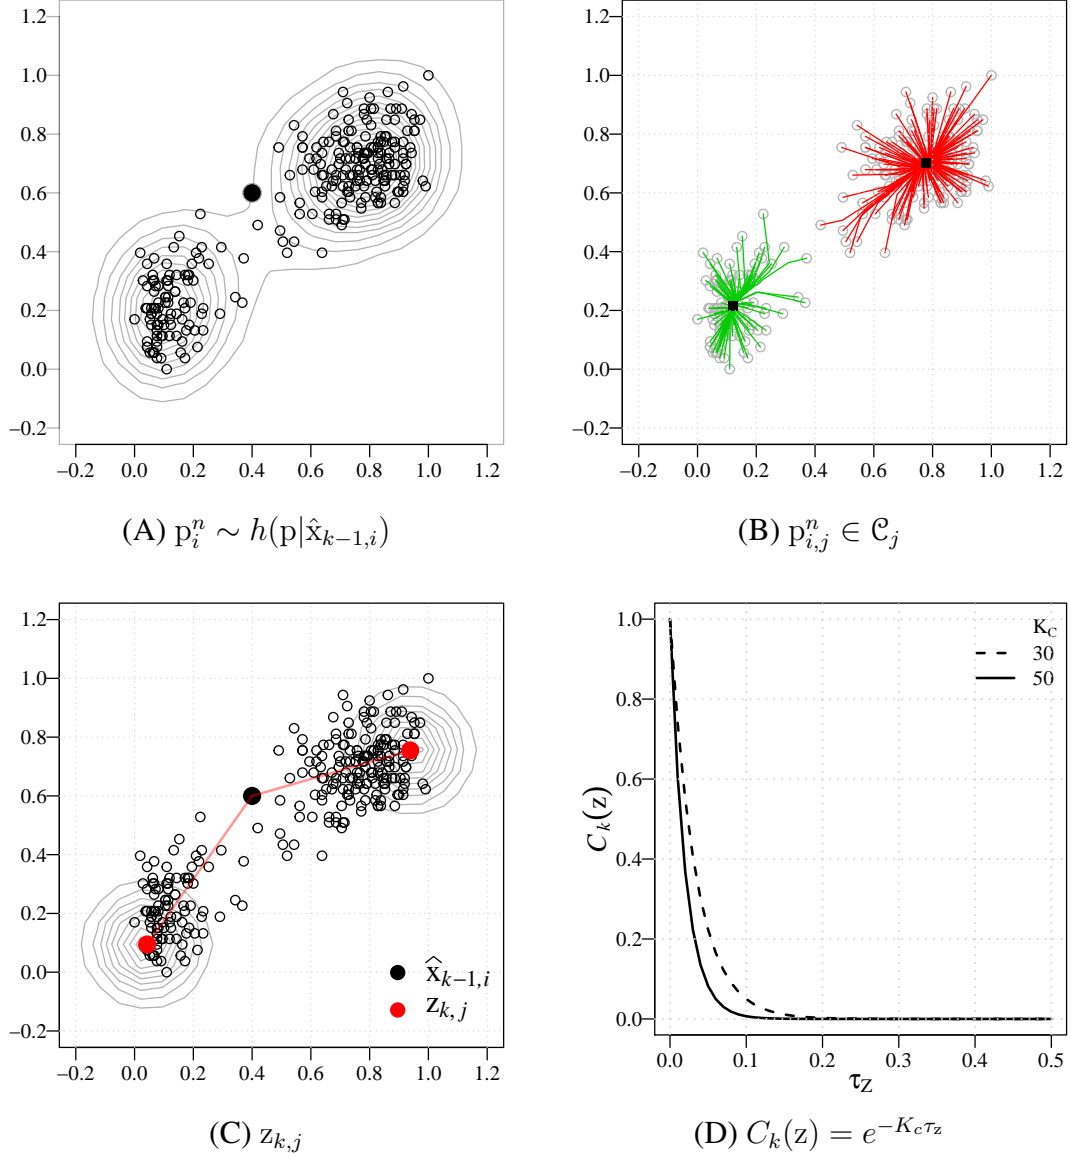 1.2
1.0
0.8
0.6
0.4
0.2
0.0
−0.2
−0.2 0.0 0.2 0.4 0.6 0.8 1.0 1.2
(A) p_i^n ∼ h(p|x̂_{k−1,i})
1.2
1.0
0.8
0.6
0.4
0.2
0.0
−0.2
−0.2 0.0 0.2 0.4 0.6 0.8 1.0 1.2
(B) p_{i,j}^n ∈ 𝒞_j
1.2
1.0
0.8
0.6
0.4
0.2
0.0
−0.2
x̂_{k−1,i}
z_{k,j}
−0.2 0.0 0.2 0.4 0.6 0.8 1.0 1.2
(C) z_{k,j}
C_k(z)
1.0
0.8
0.6
0.4
0.2
0.0
K_C
30
50
0.0 0.1 0.2 0.3 0.4 0.5
τ_Z
(D) C_k(z) = e^{−K_c τ_z}